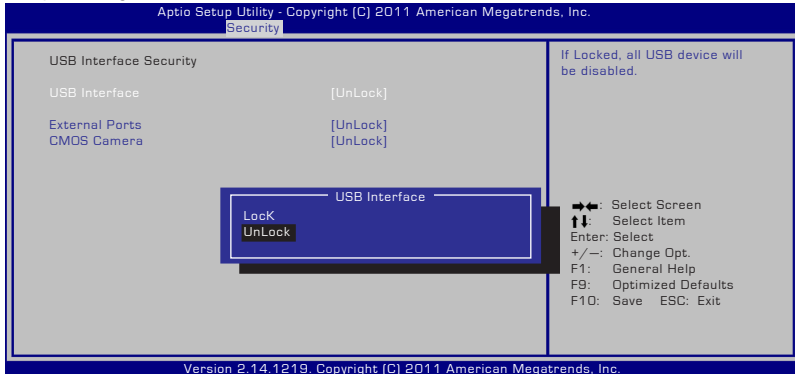 Aptio Setup Utility - Copyright (C) 2011 American Megatrends, Inc.
Security
USB Interface Security
USB Interface [UnLock]
External Ports [UnLock]
CMOS Camera [UnLock]
If Locked, all USB device will
be disabled.
USB Interface
LocK
UnLock
→←: Select Screen
↑↓: Select Item
Enter: Select
+/—: Change Opt.
F1: General Help
F9: Optimized Defaults
F10: Save ESC: Exit
Version 2.14.1219. Copyright (C) 2011 American Megatrends, Inc.